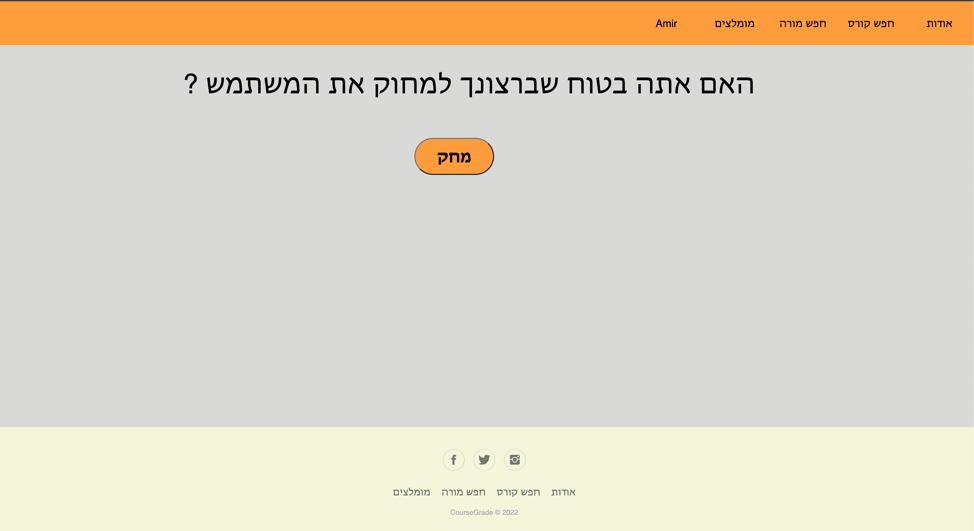 אודות חפש קורס חפש מורה מומלצים Amir
האם אתה בטוח שברצונך למחוק את המשתמש ?
מחק
אודות חפש קורס חפש מורה מומלצים
CourseGrade © 2022